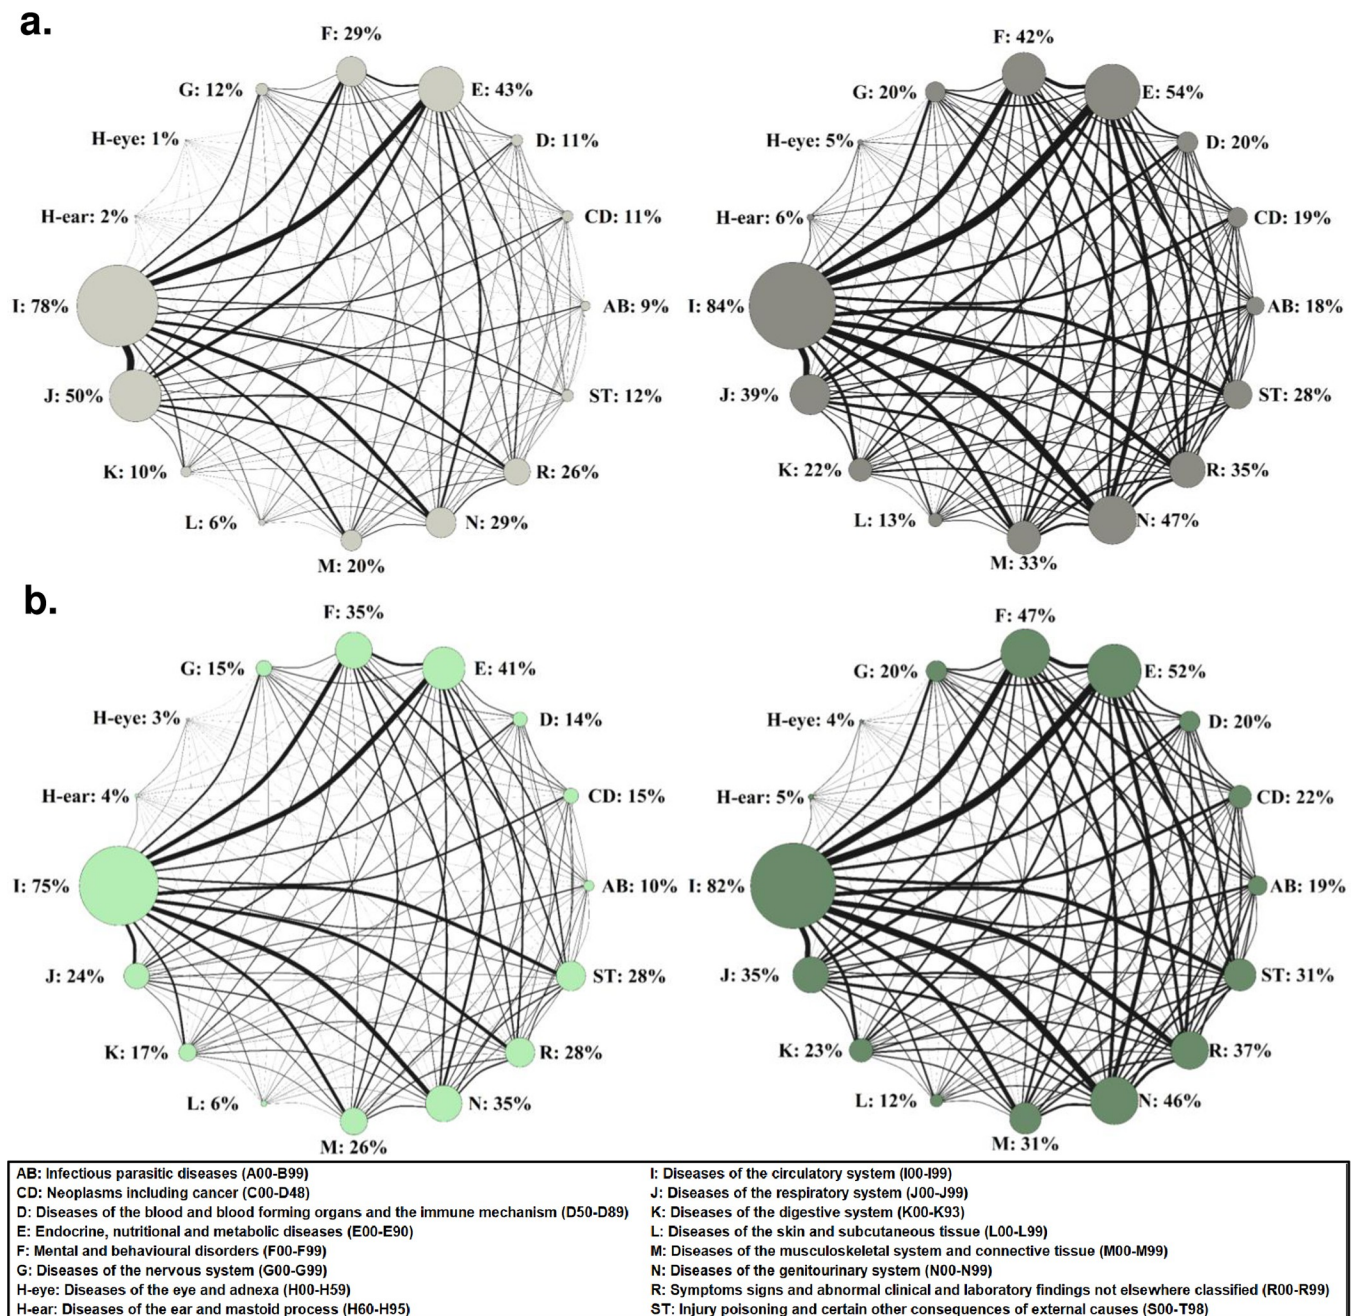 a.
F: 29%
G: 12%
E: 43%
H-eye: 1%
D: 11%
H-ear: 2%
CD: 11%
I: 78%
AB: 9%
J: 50%
ST: 12%
K: 10%
R: 26%
L: 6%
N: 29%
M: 20%
F: 42%
G: 20%
E: 54%
H-eye: 5%
D: 20%
H-ear: 6%
CD: 19%
I: 84%
AB: 18%
J: 39%
ST: 28%
K: 22%
R: 35%
L: 13%
N: 47%
M: 33%
b.
F: 35%
G: 15%
E: 41%
H-eye: 3%
D: 14%
H-ear: 4%
CD: 15%
I: 75%
AB: 10%
J: 24%
ST: 28%
K: 17%
R: 28%
L: 6%
N: 35%
M: 26%
F: 47%
G: 20%
E: 52%
H-eye: 4%
D: 20%
H-ear: 5%
CD: 22%
I: 82%
AB: 19%
J: 35%
ST: 31%
K: 23%
R: 37%
L: 12%
N: 46%
M: 31%
AB: Infectious parasitic diseases (A00-B99)
CD: Neoplasms including cancer (C00-D48)
D: Diseases of the blood and blood forming organs and the immune mechanism (D50-D89)
E: Endocrine, nutritional and metabolic diseases (E00-E90)
F: Mental and behavioural disorders (F00-F99)
G: Diseases of the nervous system (G00-G99)
H-eye: Diseases of the eye and adnexa (H00-H59)
H-ear: Diseases of the ear and mastoid process (H60-H95)
I: Diseases of the circulatory system (I00-I99)
J: Diseases of the respiratory system (J00-J99)
K: Diseases of the digestive system (K00-K93)
L: Diseases of the skin and subcutaneous tissue (L00-L99)
M: Diseases of the musculoskeletal system and connective tissue (M00-M99)
N: Diseases of the genitourinary system (N00-N99)
R: Symptoms signs and abnormal clinical and laboratory findings not elsewhere classified (R00-R99)
ST: Injury poisoning and certain other consequences of external causes (S00-T98)